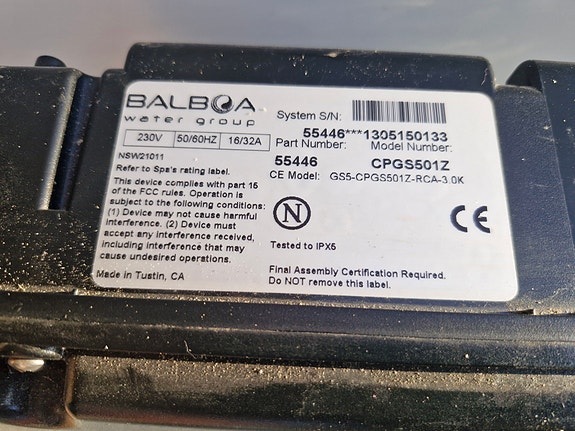 BALBOA
water group
System S/N:
55446***1305150133
230V 50/60HZ 16/32A
Part Number: Model Number:
55446 CPGS501Z
NSW21011
Refer to Spa's rating label.
CE Model: GS5-CPGS501Z-RCA-3.0K
This device complies with part 15
of the FCC rules. Operation is
subject to the following conditions:
(1) Device may not cause harmful
interference. (2) Device must
accept any interference received,
including interference that may
cause undesired operations.
N
CE
Tested to IPX5
Made in Tustin, CA
Final Assembly Certification Required.
Do NOT remove this label.